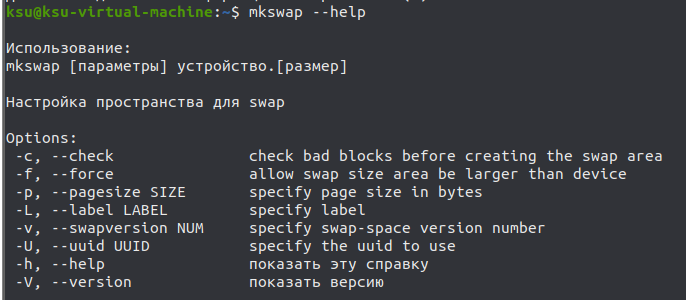 ksu@ksu-virtual-machine:~$ mkswap --help
Использование:
mkswap [параметры] устройство.[размер]
Настройка пространства для swap
Options:
-c, --check check bad blocks before creating the swap area
-f, --force allow swap size area be larger than device
-p, --pagesize SIZE specify page size in bytes
-L, --label LABEL specify label
-v, --swapversion NUM specify swap-space version number
-U, --uuid UUID specify the uuid to use
-h, --help показать эту справку
-V, --version показать версию